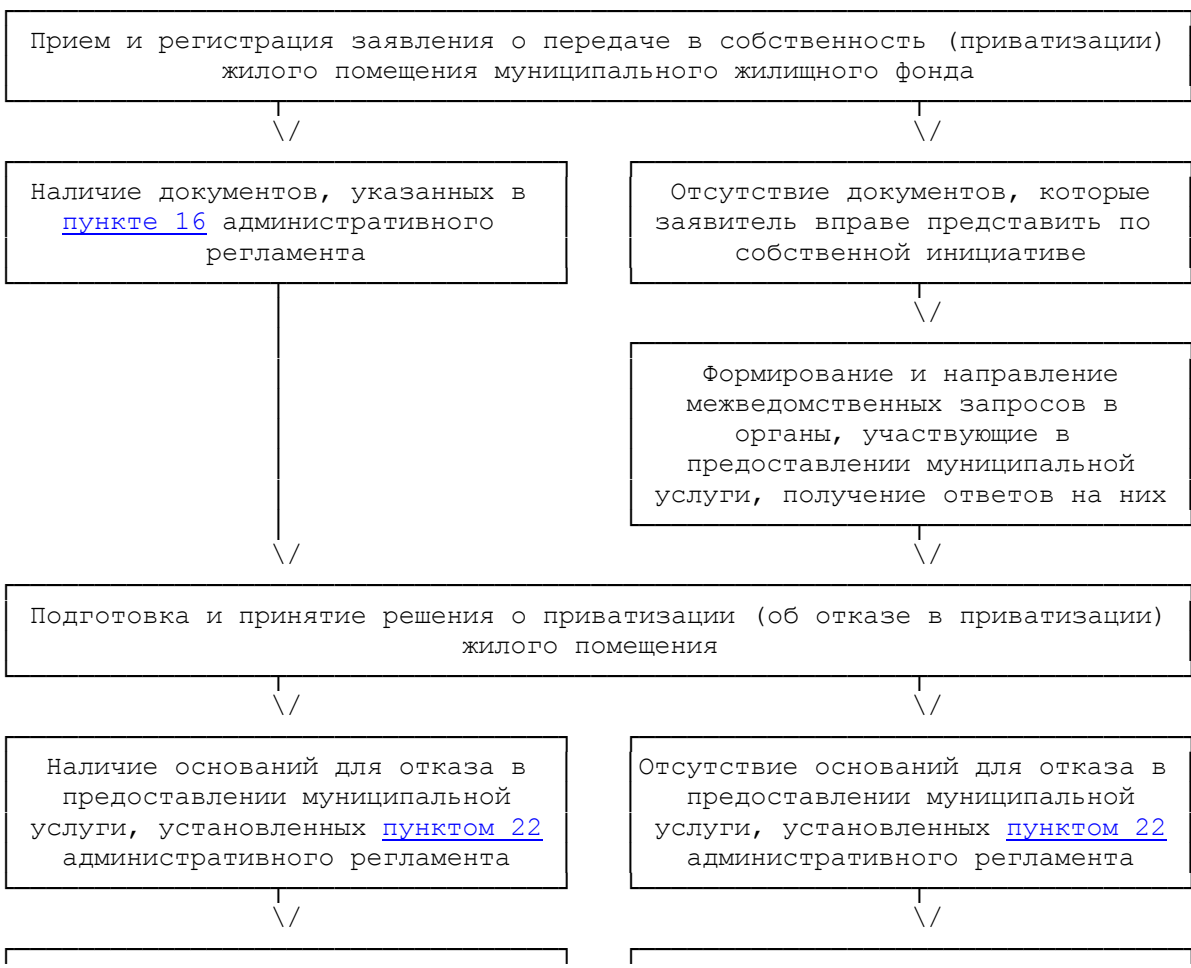 Прием и регистрация заявления о передаче в собственность (приватизации)
жилого помещения муниципального жилищного фонда
Наличие документов, указанных в
пункте 16 административного
регламента
Отсутствие документов, которые
заявитель вправе представить по
собственной инициативе
Формирование и направление
межведомственных запросов в
органы, участвующие в
предоставлении муниципальной
услуги, получение ответов на них
Подготовка и принятие решения о приватизации (об отказе в приватизации)
жилого помещения
Наличие оснований для отказа в
предоставлении муниципальной
услуги, установленных пунктом 22
административного регламента
Отсутствие оснований для отказа в
предоставлении муниципальной
услуги, установленных пунктом 22
административного регламента